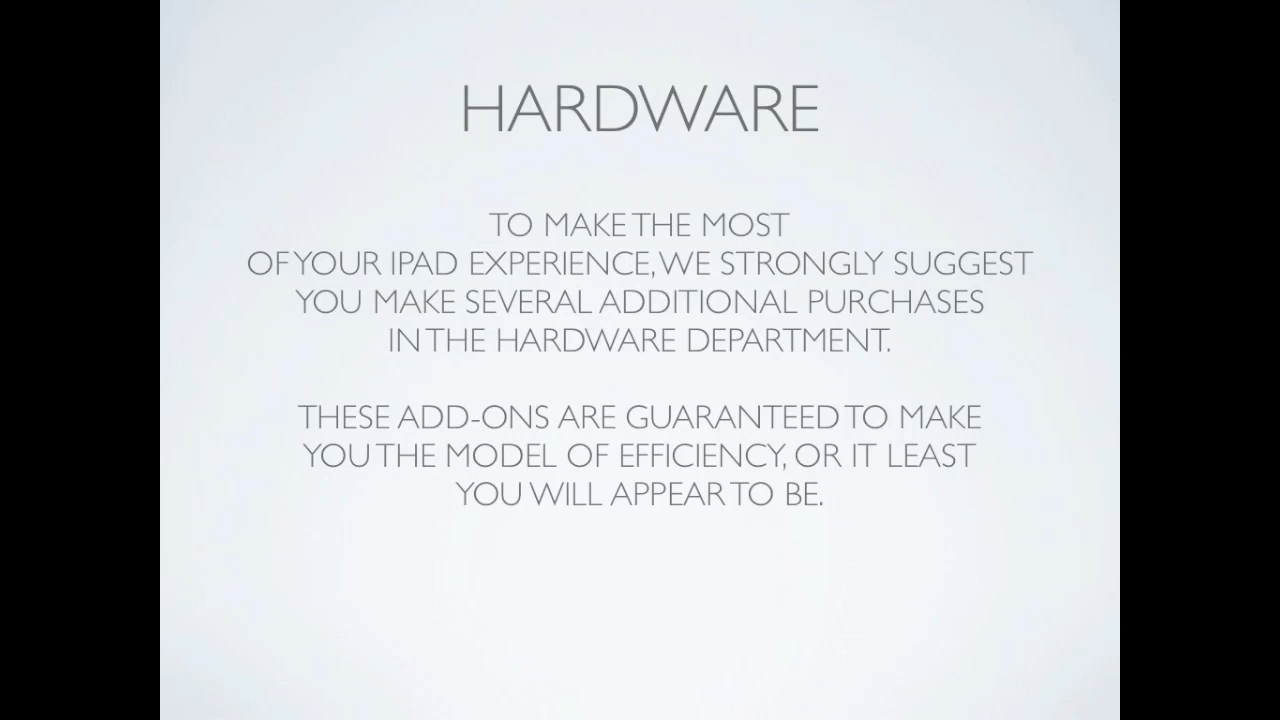 HARDWARE
TO MAKE THE MOST
OF YOUR IPAD EXPERIENCE, WE STRONGLY SUGGEST
YOU MAKE SEVERAL ADDITIONAL PURCHASES
IN THE HARDWARE DEPARTMENT.
THESE ADD-ONS ARE GUARANTEED TO MAKE
YOU THE MODEL OF EFFICIENCY, OR IT LEAST
YOU WILL APPEAR TO BE.